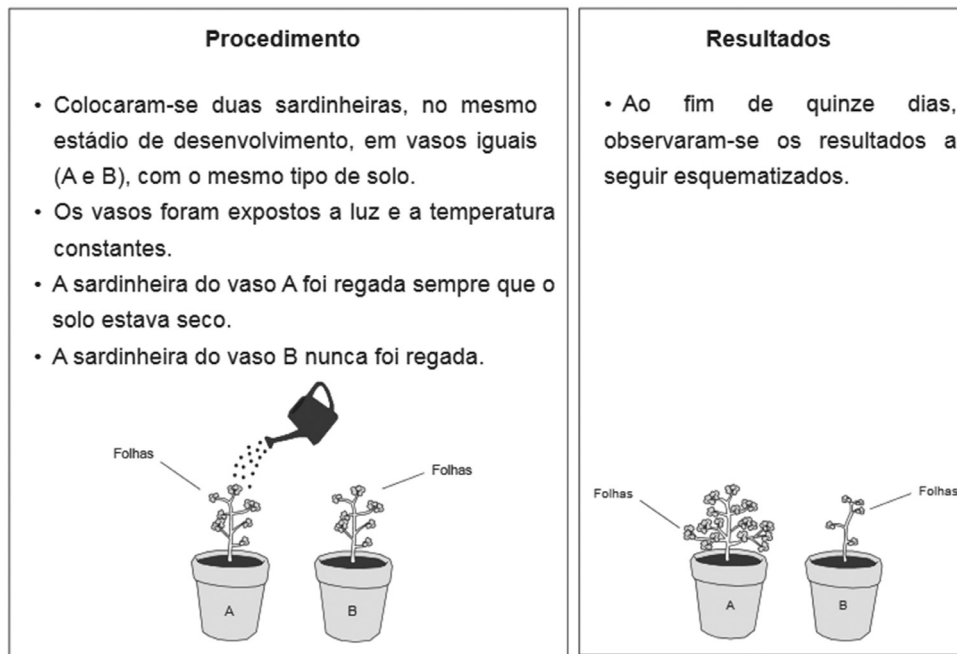 Procedimento
• Colocaram-se duas sardinheiras, no mesmo
estádio de desenvolvimento, em vasos iguais
(A e B), com o mesmo tipo de solo.
• Os vasos foram expostos a luz e a temperatura
constantes.
• A sardinheira do vaso A foi regada sempre que o
solo estava seco.
• A sardinheira do vaso B nunca foi regada.
Folhas
Folhas
A
B
Resultados
• Ao fim de quinze dias,
observaram-se os resultados a
seguir esquematizados.
Folhas
Folhas
A
B